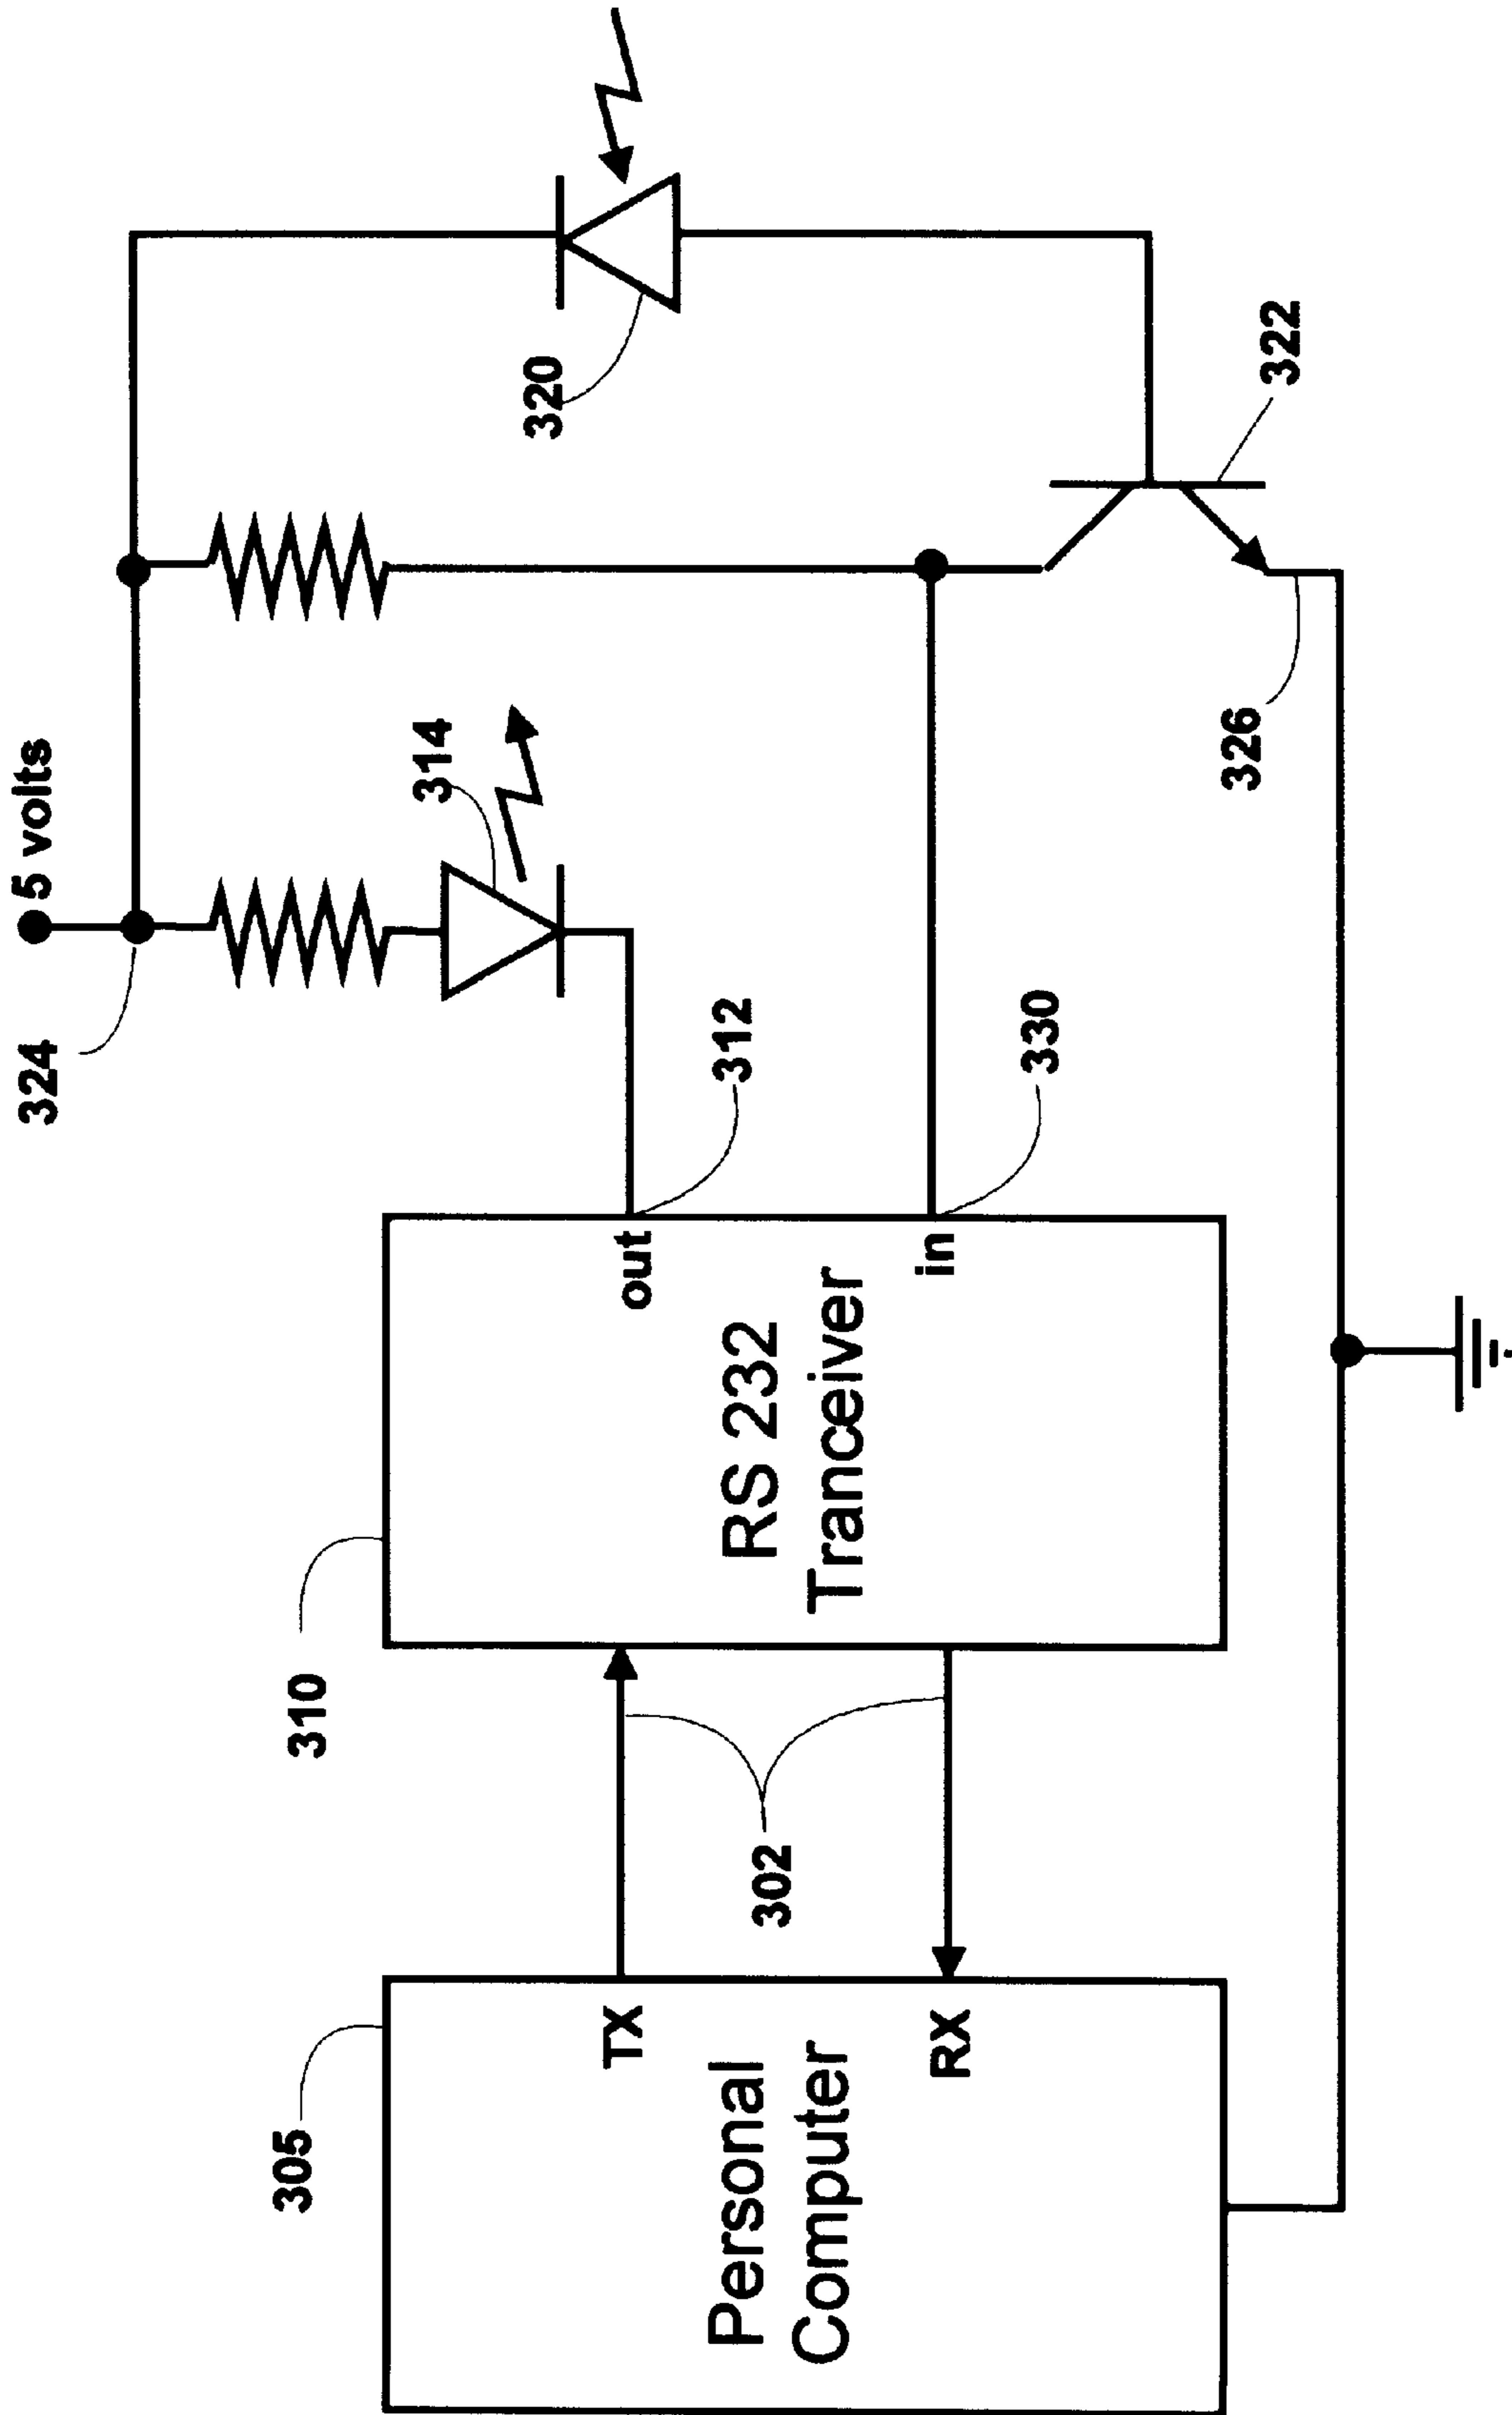 5 volts
324
314
320
312
330
322
326
out
in
RS 232
Tranceiver
310
302
TX
RX
Personal
Computer
305